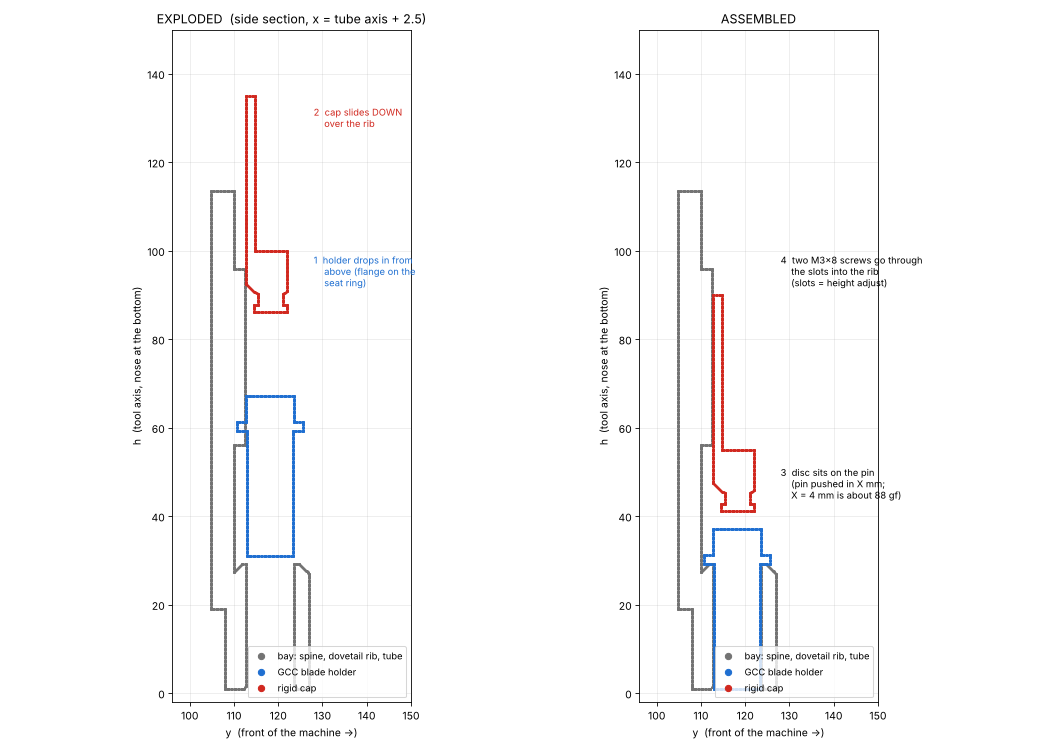 EXPLODED (side section, x = tube axis + 2.5)
140
120
100
80
60
40
20
0
100
110
120
130
140
150
h (tool axis, nose at the bottom)
y (front of the machine →)
2 cap slides DOWN
over the rib
1 holder drops in from
above (flange on the
seat ring)
bay: spine, dovetail rib, tube
GCC blade holder
rigid cap
ASSEMBLED
140
120
100
80
60
40
20
0
100
110
120
130
140
150
h (tool axis, nose at the bottom)
y (front of the machine →)
4 two M3×8 screws go through
the slots into the rib
(slots = height adjust)
3 disc sits on the pin
(pin pushed in X mm;
X = 4 mm is about 88 gf)
bay: spine, dovetail rib, tube
GCC blade holder
rigid cap